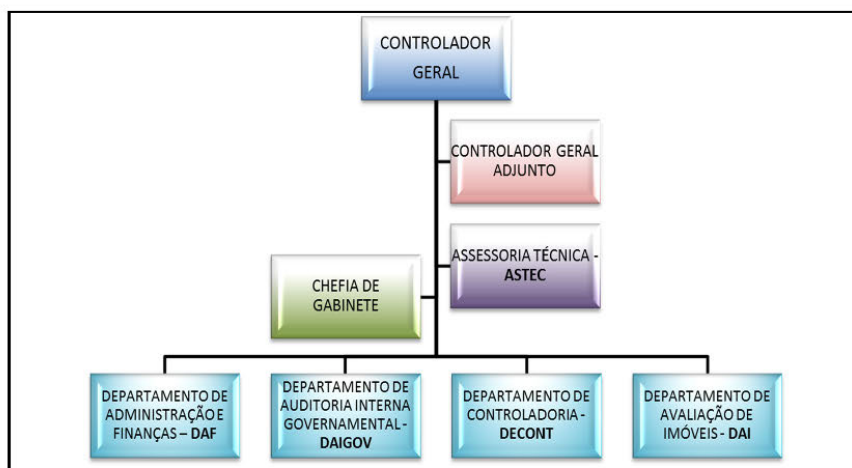 CONTROLADOR
GERAL
CONTROLADOR GERAL
ADJUNTO
ASSESSORIA TÉCNICA -
ASTEC
CHEFIA DE
GABINETE
DEPARTAMENTO DE
ADMINISTRAÇÃO E
FINANÇAS – DAF
DEPARTAMENTO DE
AUDITORIA INTERNA
GOVERNAMENTAL -
DAIGOV
DEPARTAMENTO DE
CONTROLADORIA -
DECONT
DEPARTAMENTO DE
AVALIAÇÃO DE
IMÓVEIS - DAI